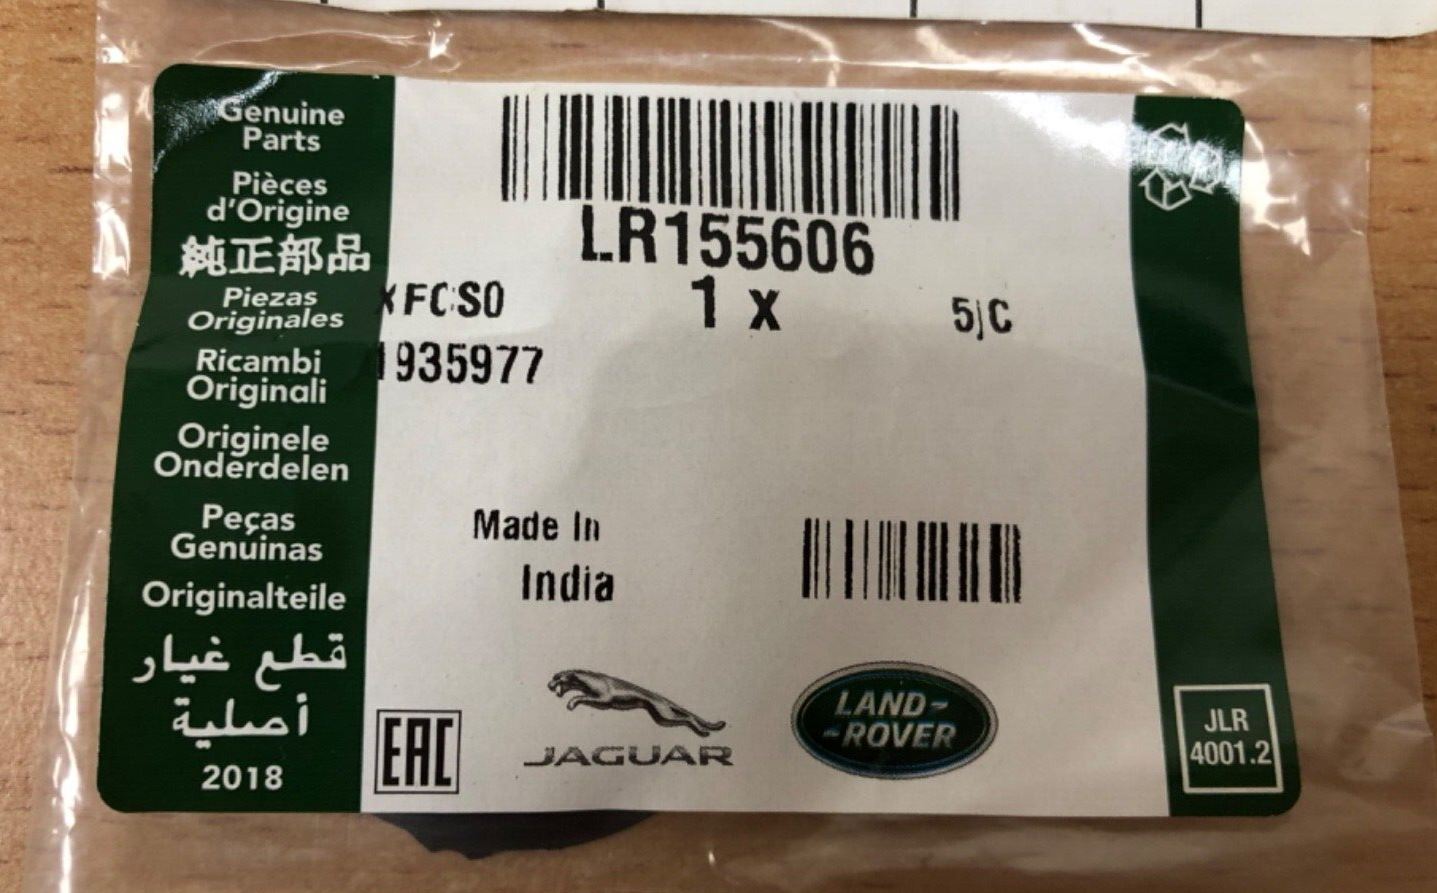 Genuine
Parts
Pièces
d'Origine
純正部品
Piezas
Originales
Ricambi
Originali
Originele
Onderdelen
Peças
Genuinas
Originalteile
قطع غيار
أصلية
2018
LR155606
XFCS0
1 x
5JC
1935977
Made In
India
EAC
JAGUAR
LAND-
-ROVER
JLR
4001.2